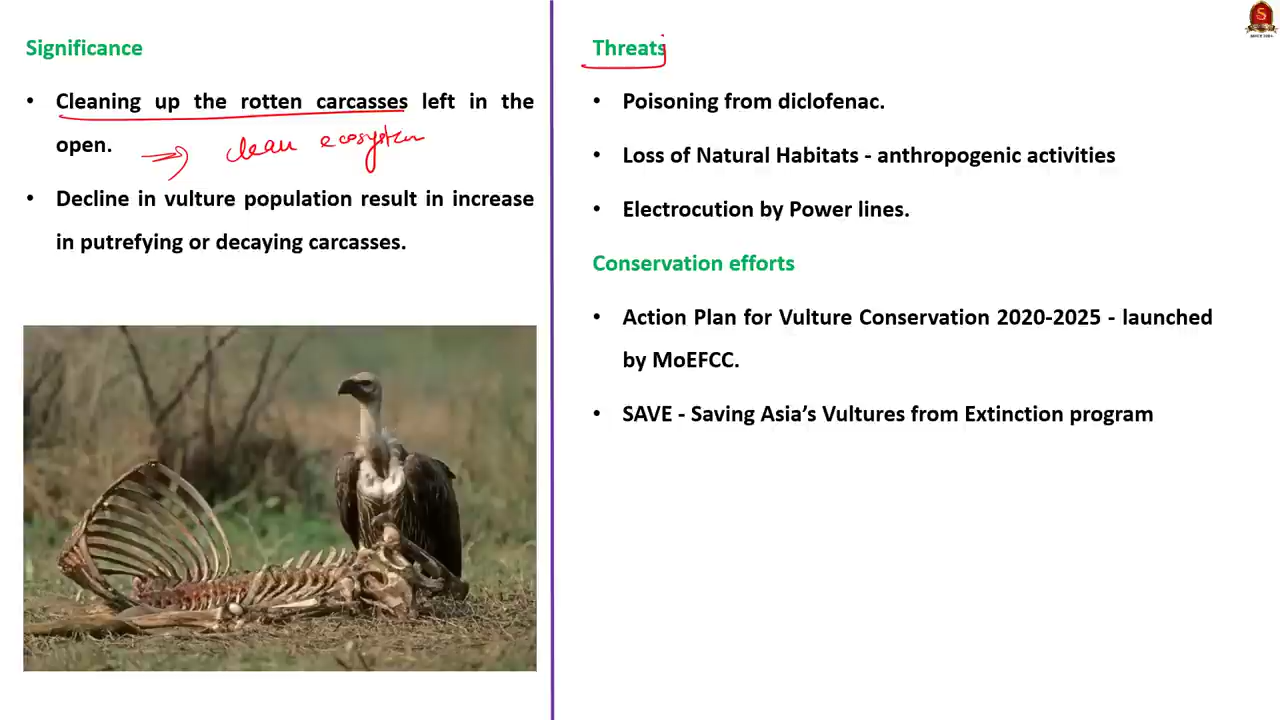 Significance
• Cleaning up the rotten carcasses left in the
open.
⇒ clean ecosystem
• Decline in vulture population result in increase
in putrefying or decaying carcasses.
Threats
• Poisoning from diclofenac.
• Loss of Natural Habitats - anthropogenic activities
• Electrocution by Power lines.
Conservation efforts
• Action Plan for Vulture Conservation 2020-2025 - launched
by MoEFCC.
• SAVE - Saving Asia’s Vultures from Extinction program
S